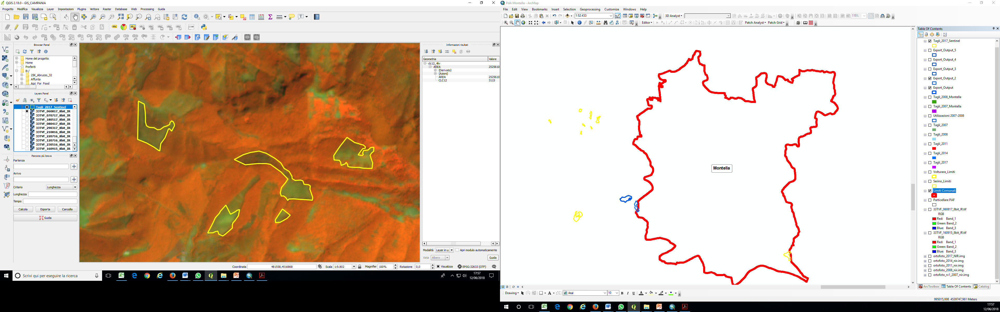 QGIS 2.18.0 - GIS_CAMPANIA
Progetto Modifica Visualizza Layer Impostazioni Plugins Vettore Raster Database Web Processing Guida
Browser Panel
Home del progetto
Home
Preferiti
B:/
25K_Abruzzo_32
Affunta
Agri_For_Food
Layers Panel
Tagli_2017_Sentinel
33TVF_060817_8bit_IR
33TVF_070717_8bit_IR
33TVF_180517_8bit_IR
33TVF_080417_8bit_IR
33TVF_290317_8bit_IR
33TVF_210816_8bit_IR
33TVF_220716_8bit_IR
33TVF_120716_8bit_IR
33TVF_230516_8bit_IR
33TVF_160915_8bit_IR
Percorso più breve
Partenza
Arrivo
Criterio Lunghezza
Lunghezza
Tempo
Calcola Esporta Cancella
Guida
Informazioni risultati
Geometria Valore
clc12_4liv
AREA 2525610
(Derivato)
(Azioni)
AREA 2525610
CLC12 3115
Modalità Layer in u Apri modulo automaticamente
Vista Albero Guida
Coordinata 481558,4516868 Scala 1:9.802 Magnifier 100% Rotazione 0,0 Visualizza EPSG:32633 (OTF)
Scrivi qui per eseguire la ricerca
17:57
12/06/2018
PdA Montella - ArcMap
File Edit View Bookmarks Insert Selection Geoprocessing Customize Windows Help
1:52.433 3D Analyst 115%
Editor Patch Analyst Patch Grid
Montella
Table Of Contents
Tagli_2017_Sentinel
Export_Output_5
Export_Output_4
Export_Output_3
Export_Output_2
Export_Output
Tagli_2008_Montella
Tagli_2007_Montella
Utilizzazioni 2007-2008
Tagli_2007
Tagli_2008
Tagli_2011
Tagli_2014
Tagli_2017
Volturara_Limiti
Serino_Limiti
Limiti Comunali
Particellare PAF
33TVF_060817_8bit_IR.tif
RGB
Red: Band_1
Green: Band_2
Blue: Band_3
33TVF_160915_8bit_IR.tif
RGB
Red: Band_1
Green: Band_2
Blue: Band_3
ortofoto_2017_NIR.img
ortofoto_2014_nir.img
ortofoto_2011_nir.img
ortofoto_2008_nir.img
ortofoto_rv1_2007_nir.img
ArcToolbox Table Of Contents Catalog
Drawing Arial 10 B I U A
995015,008 4539747,961 Meters
17:57
12/06/2018